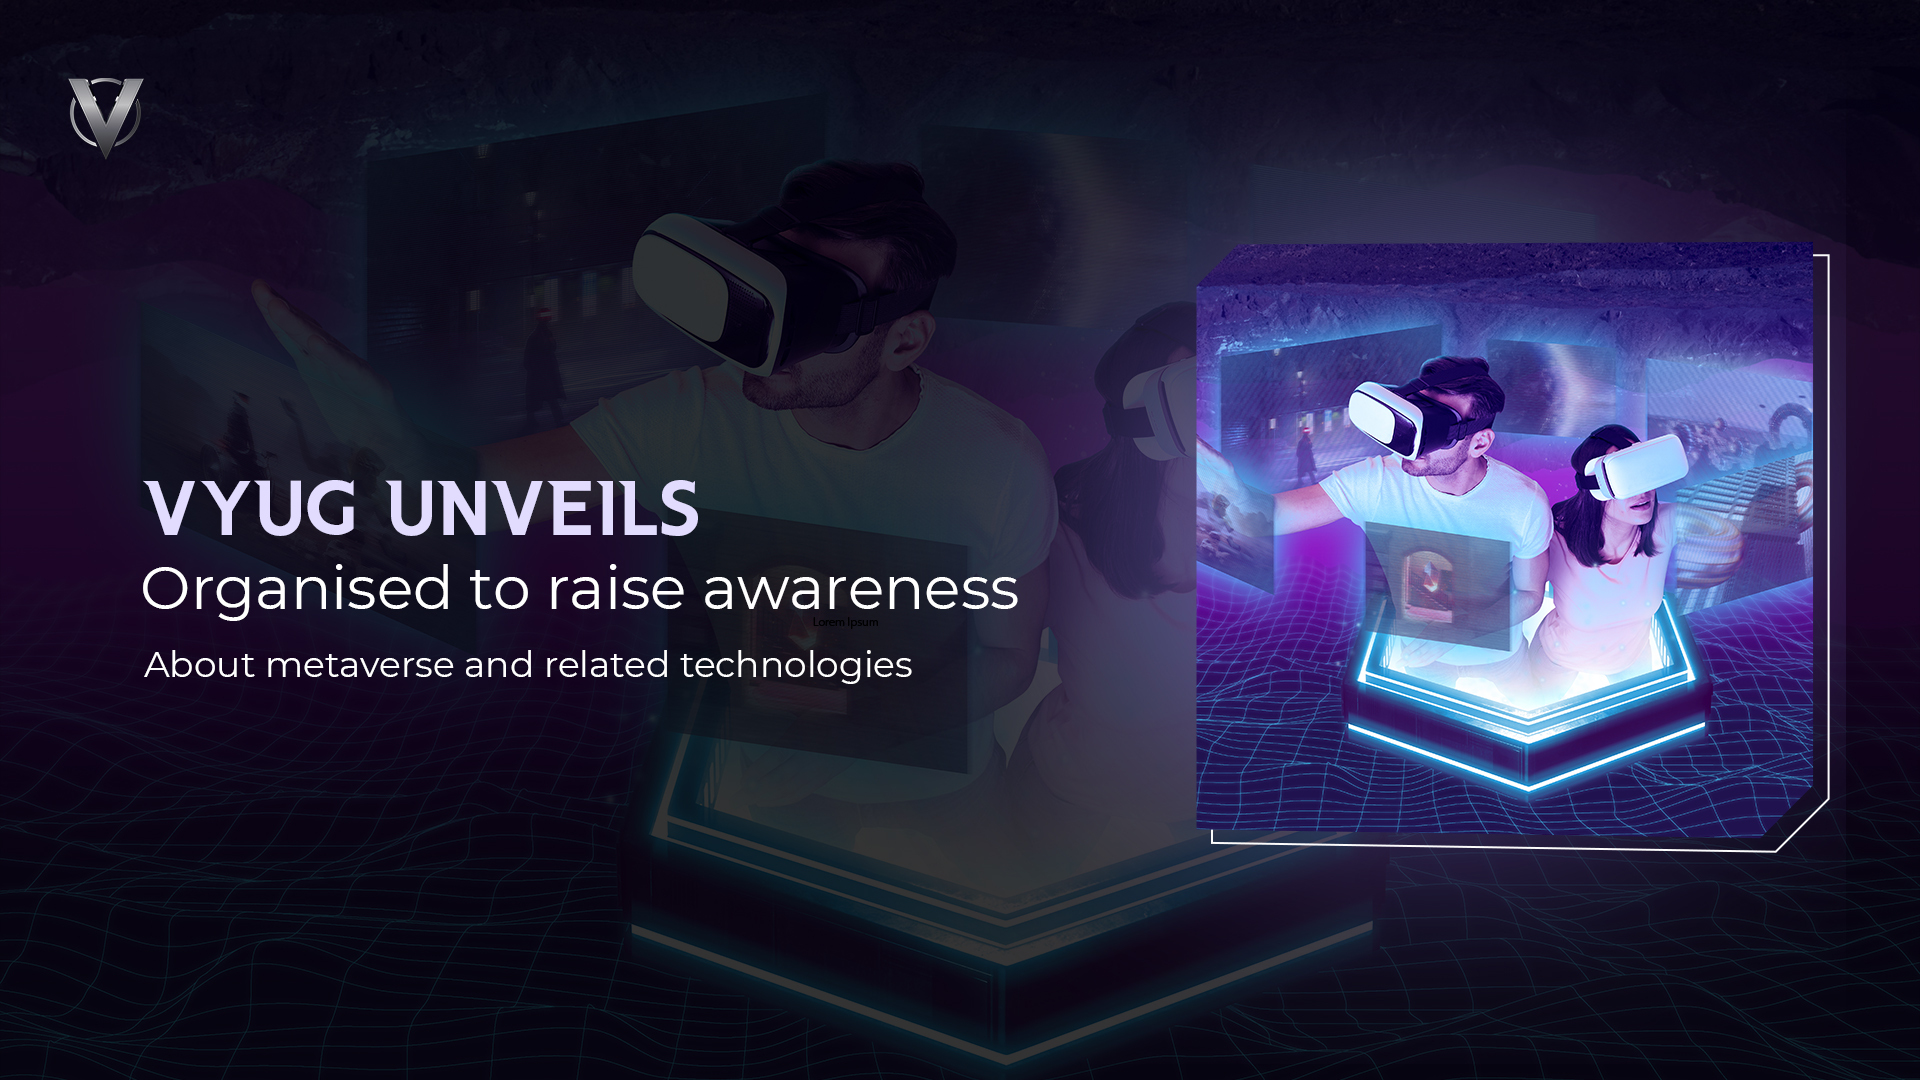 V
VYUG UNVEILS
Organised to raise awareness
Lorem Ipsum
About metaverse and related technologies